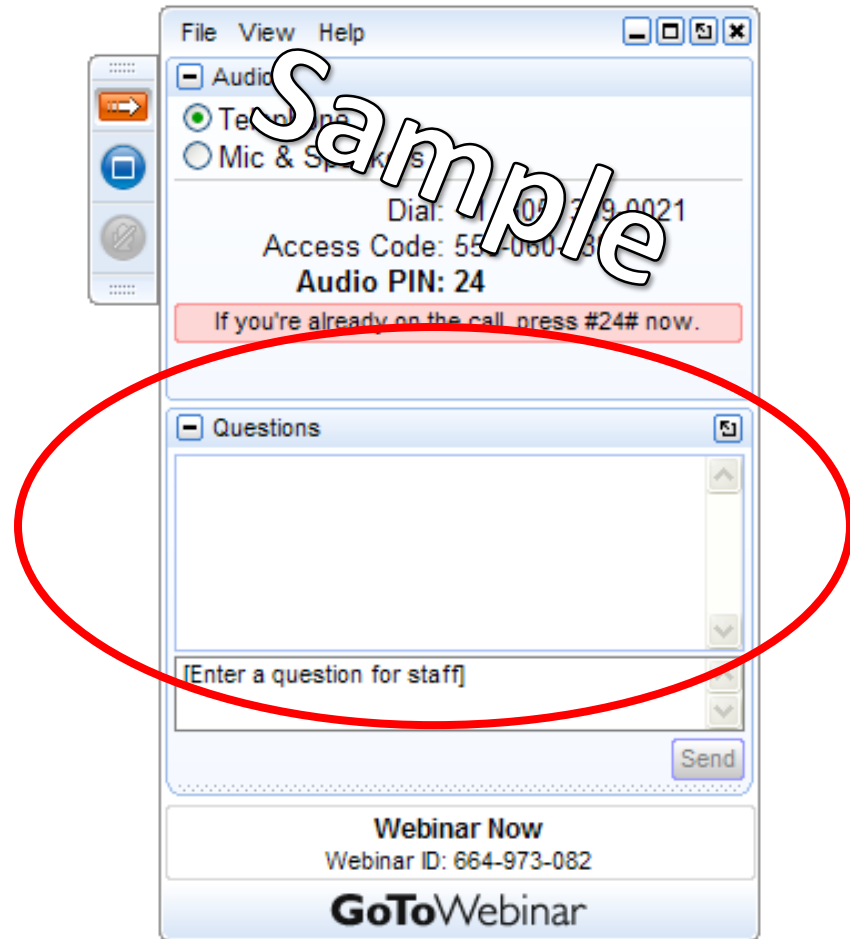 File View Help
Audio
Sample
Telephone
Mic & Speakers
Dial:
Access Code:
Audio PIN: 24
If you're already on the call, press #24# now.
Questions
[Enter a question for staff]
Send
Webinar Now
Webinar ID: 664-973-082
GoToWebinar